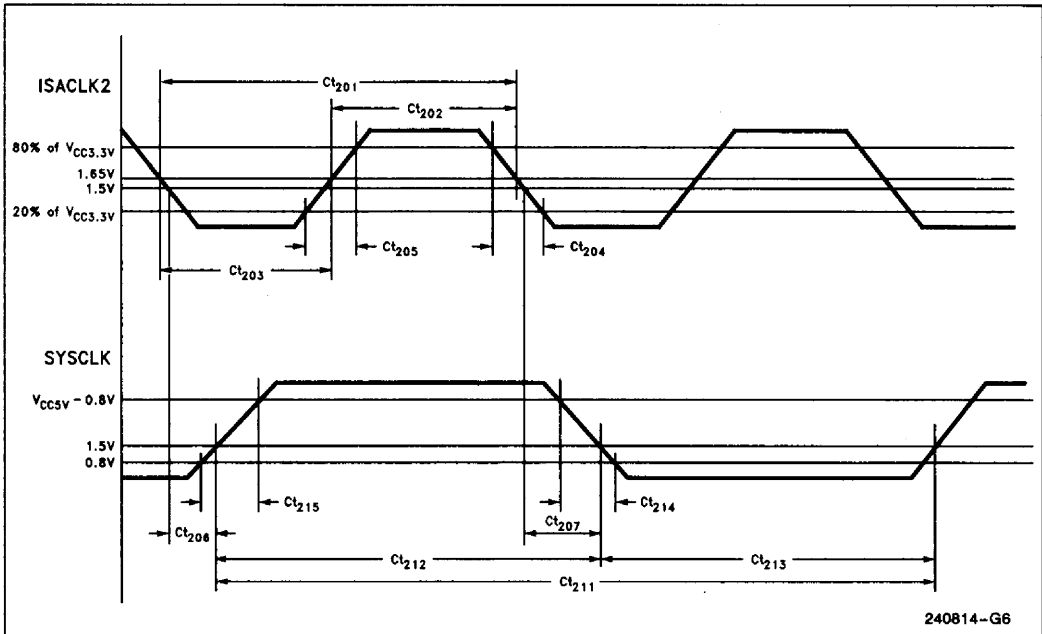 ISACLK2
Ct201
Ct202
80% of VCC3.3V
1.65V
1.5V
20% of VCC3.3V
Ct205
Ct204
Ct203
SYSCLK
VCC5V - 0.8V
1.5V
0.8V
Ct215
Ct214
Ct206
Ct207
Ct212
Ct213
Ct211
240814-G6